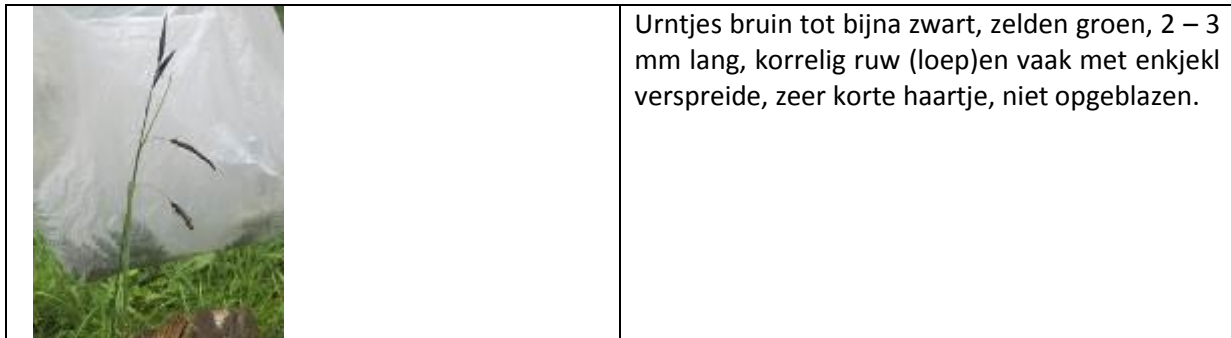 Urntjes bruin tot bijna zwart, zelden groen, 2 – 3
mm lang, korrelig ruw (loep)en vaak met enkjekl
verspreide, zeer korte haartje, niet opgeblazen.